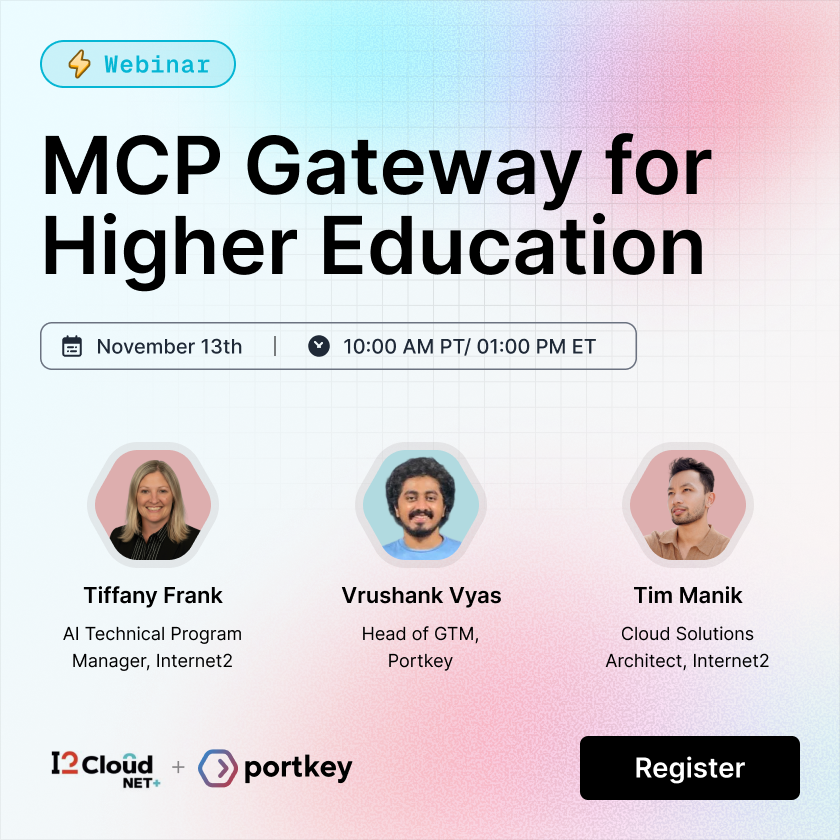 Webinar
MCP Gateway for
Higher Education
November 13th | 10:00 AM PT/ 01:00 PM ET
Tiffany Frank
AI Technical Program
Manager, Internet2
Vrushank Vyas
Head of GTM,
Portkey
Tim Manik
Cloud Solutions
Architect, Internet2
I2 Cloud
NET+
+
portkey
Register